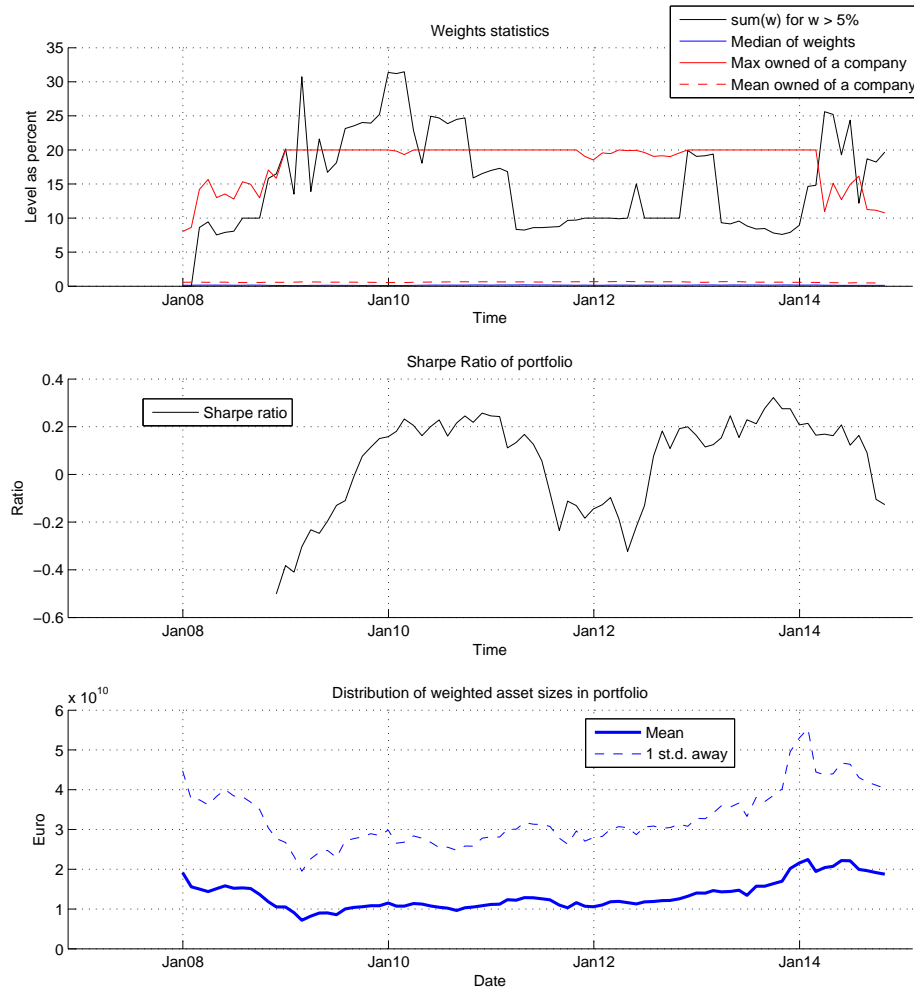 Weights statistics
sum(w) for w > 5%
Median of weights
Max owned of a company
Mean owned of a company
Level as percent
35
30
25
20
15
10
5
0
Jan08 Jan10 Jan12 Jan14
Time
Sharpe Ratio of portfolio
Sharpe ratio
Ratio
0.4
0.2
0
−0.2
−0.4
−0.6
Jan08 Jan10 Jan12 Jan14
Time
x 10^10
Distribution of weighted asset sizes in portfolio
Mean
1 st.d. away
Euro
6
5
4
3
2
1
0
Jan08 Jan10 Jan12 Jan14
Date